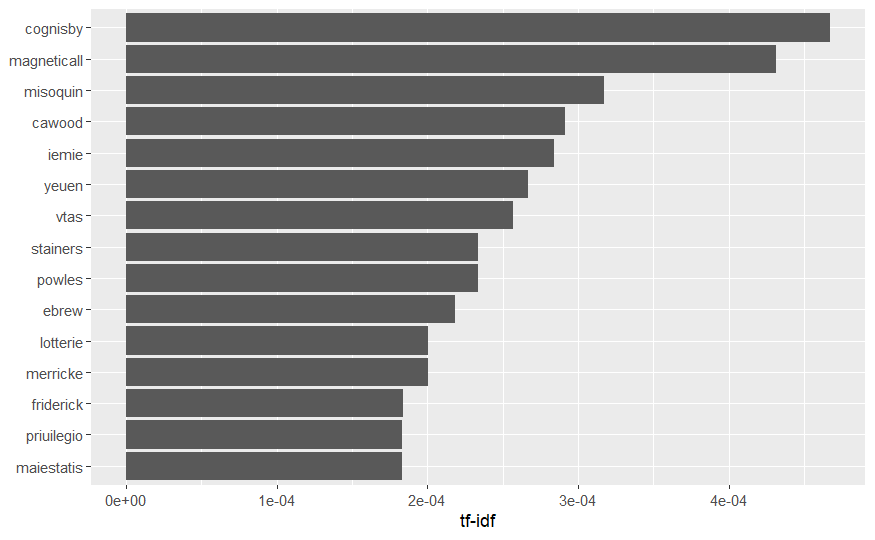 cognisby
magneticall
misoquin
cawood
iemie
yeuen
vtas
stainers
powles
ebrew
lotterie
merricke
friderick
priuilegio
maiestatis
0e+00 1e-04 2e-04 3e-04 4e-04
tf-idf